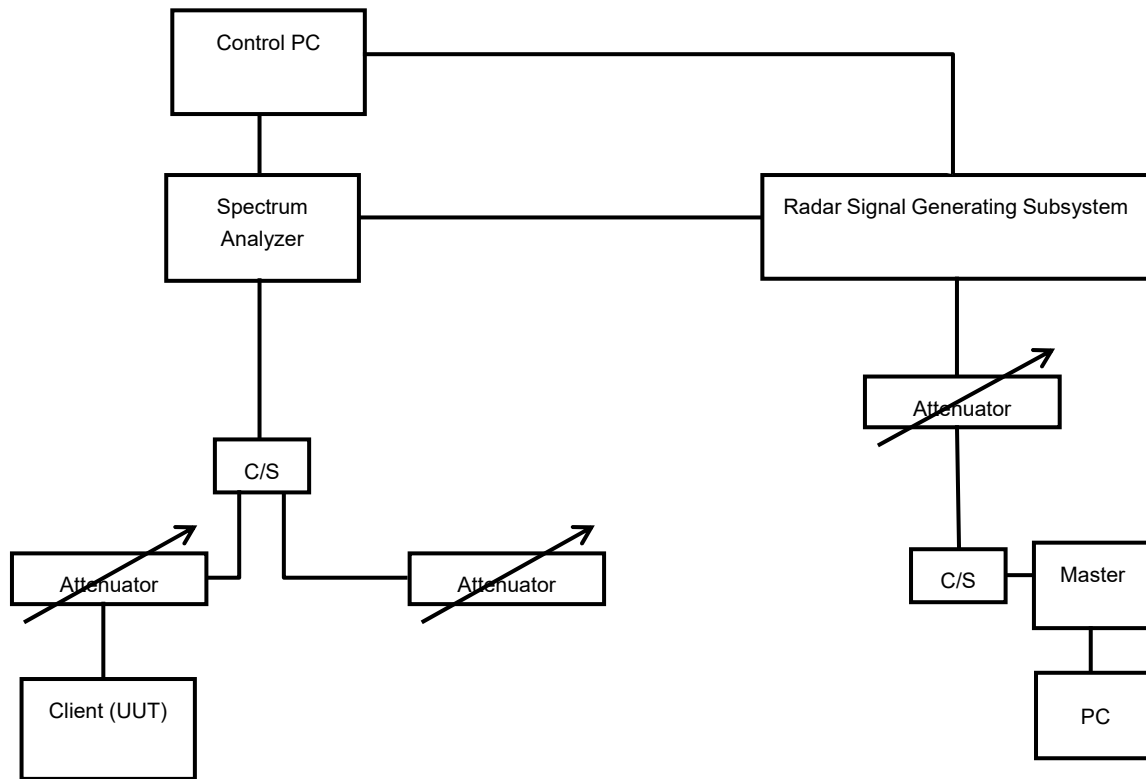 Control PC
Spectrum
Analyzer
Radar Signal Generating Subsystem
Attenuator
C/S
Attenuator
Attenuator
C/S
Master
Client (UUT)
PC